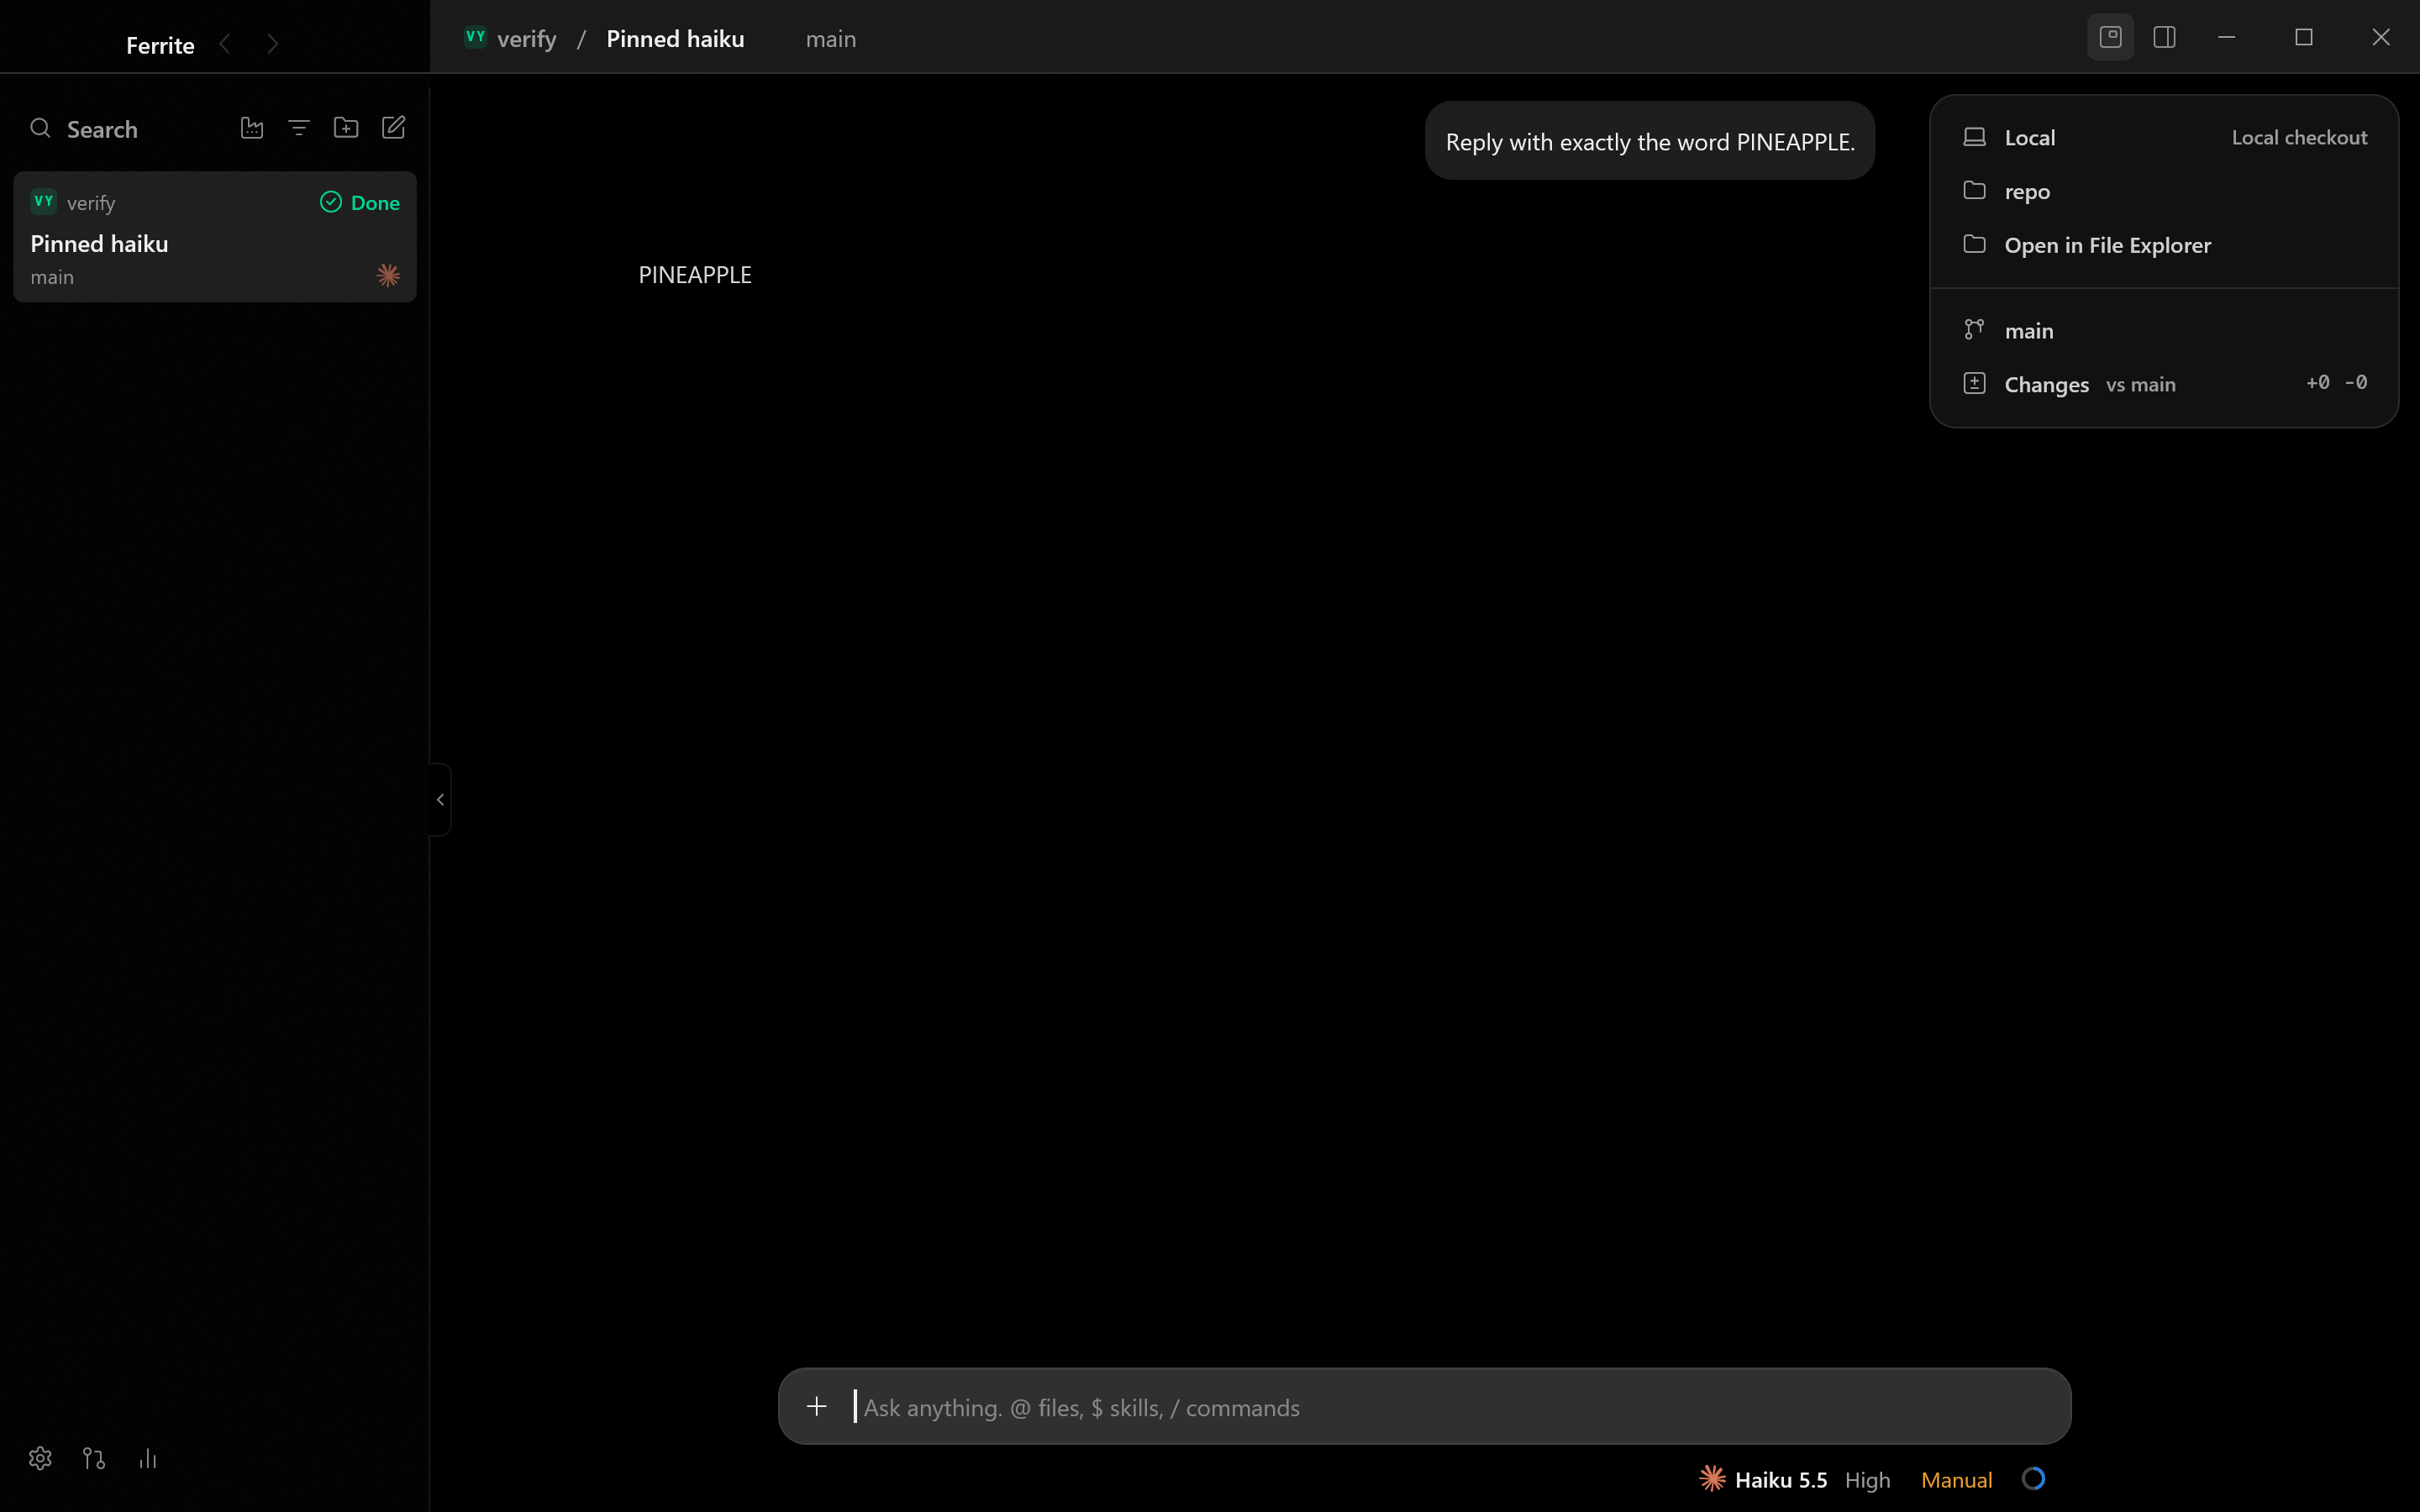 Ferrite
VY verify / Pinned haiku main
Search
VY verify Done
Pinned haiku
main
Reply with exactly the word PINEAPPLE.
PINEAPPLE
Local Local checkout
repo
Open in File Explorer
main
Changes vs main +0 -0
Ask anything. @ files, $ skills, / commands
Haiku 5.5 High Manual